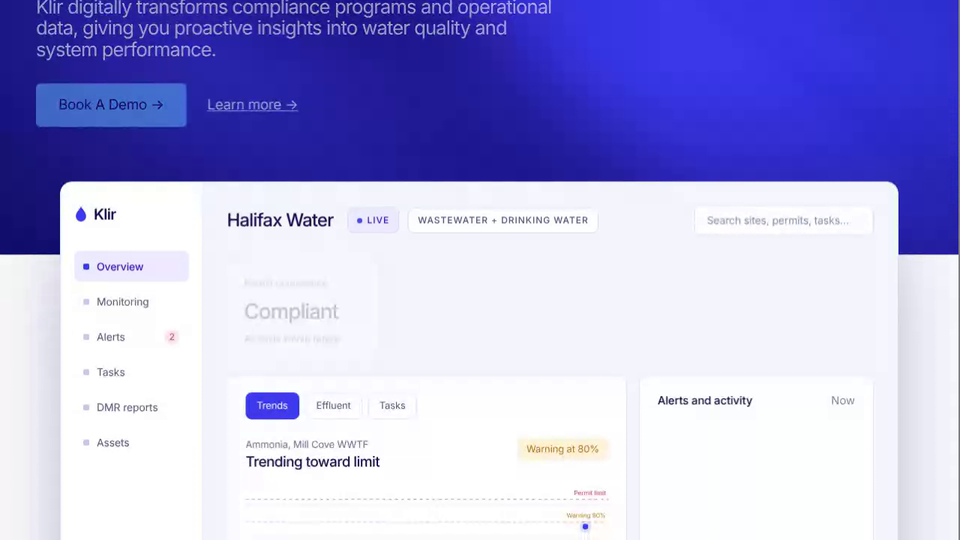 Klir digitally transforms compliance programs and operational
data, giving you proactive insights into water quality and
system performance.
Book A Demo →
Learn more →
Klir
Halifax Water
LIVE
WASTEWATER + DRINKING WATER
Search sites, permits, tasks...
Overview
Monitoring
Alerts
2
Tasks
DMR reports
Assets
Compliant
Trends
Effluent
Tasks
Alerts and activity
Now
Ammonia, Mill Cove WWTF
Trending toward limit
Warning at 80%
Permit limit
Warning 80%